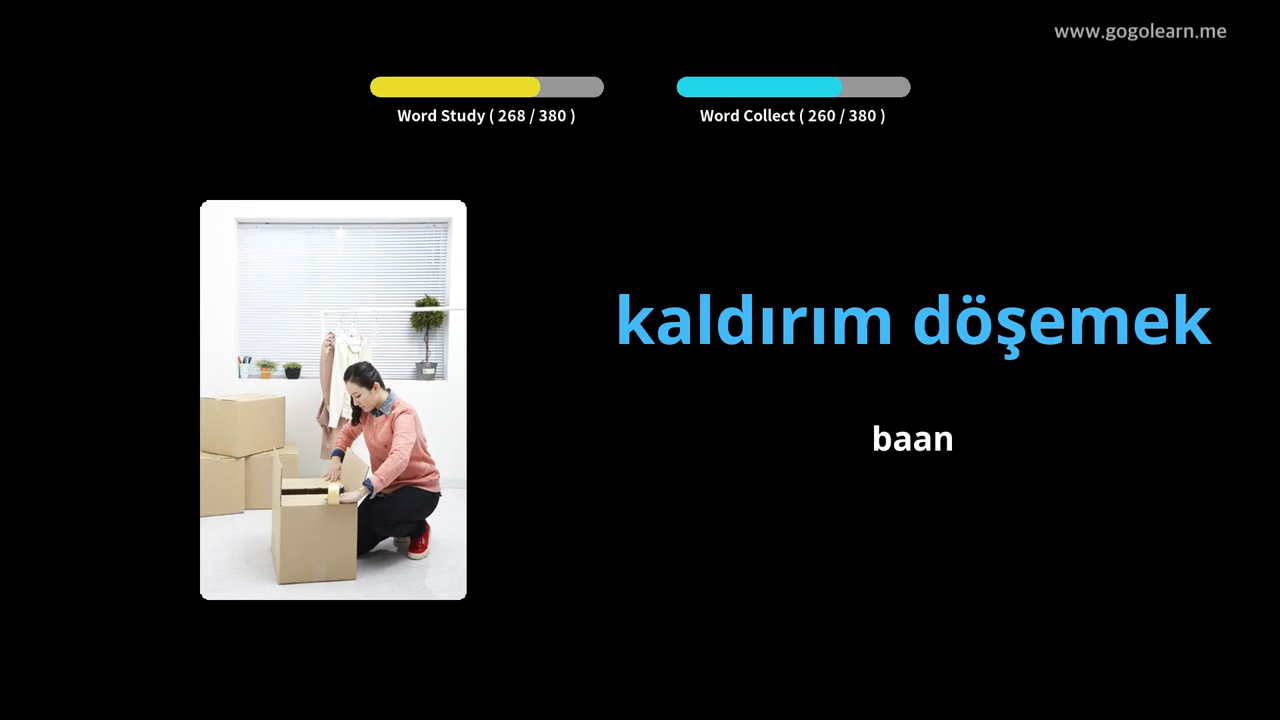 www.gogolearn.me
Word Study ( 268 / 380 )
Word Collect ( 260 / 380 )
kaldırım döşemek
baan